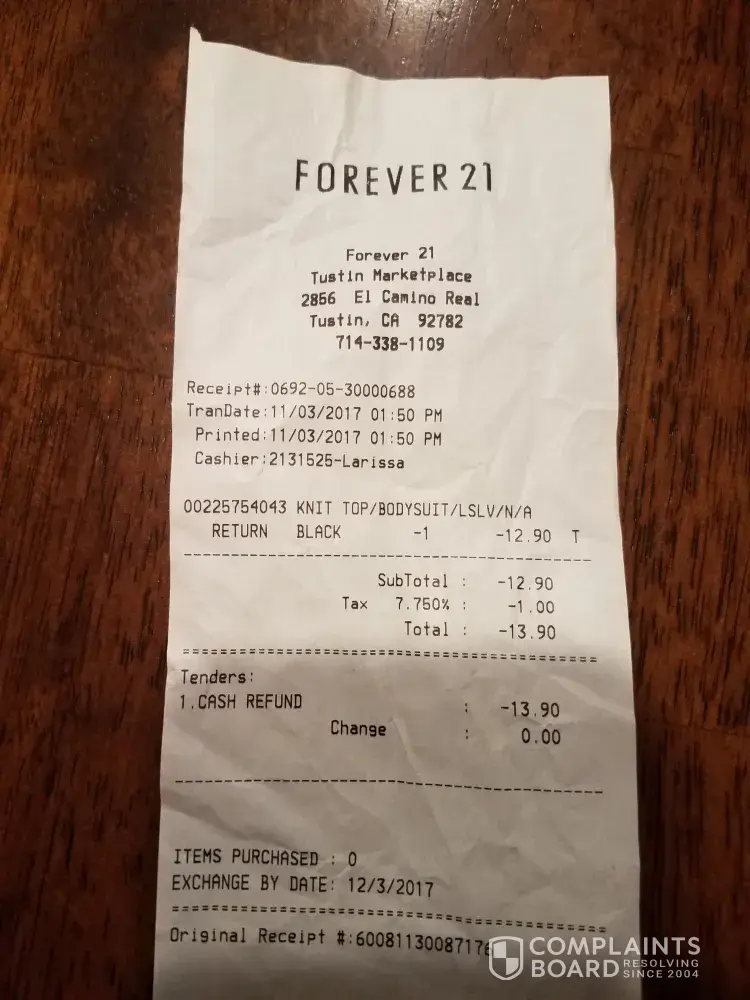 FOREVER 21
Forever 21
Tustin Marketplace
2856 El Camino Real
Tustin, CA 92782
714-338-1109
Receipt#:0692-05-30000688
TranDate:11/03/2017 01:50 PM
Printed:11/03/2017 01:50 PM
Cashier:2131525-Larissa
00225754043 KNIT TOP/BODYSUIT/LSLV/N/A
RETURN BLACK -1 -12.90 T
SubTotal : -12.90
Tax 7.750% : -1.00
Total : -13.90
Tenders:
1.CASH REFUND : -13.90
Change : 0.00
ITEMS PURCHASED : 0
EXCHANGE BY DATE: 12/3/2017
Original Receipt #:
COMPLAINTS
BOARD RESOLVING
SINCE 2004